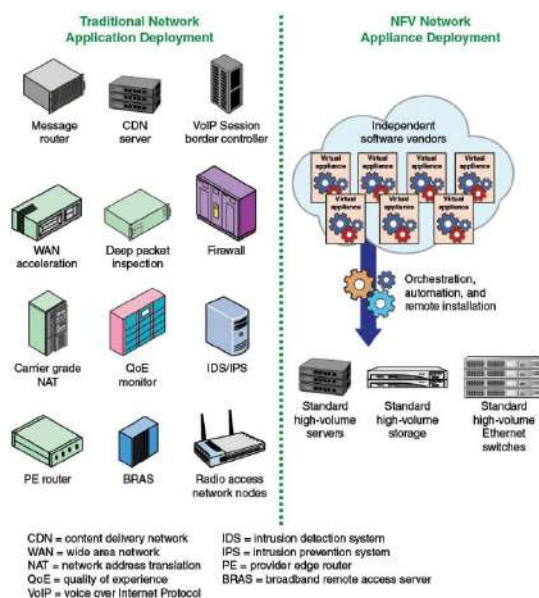 Traditional Network
Application Deployment
Message
router
CDN
server
VoIP Session
border controller
WAN
acceleration
Deep packet
inspection
Firewall
Carrier grade
NAT
QoE
monitor
IDS/IPS
PE router
BRAS
Radio access
network nodes
NFV Network
Appliance Deployment
Independent
software vendors
Virtual
appliance
Virtual
appliance
Virtual
appliance
Virtual
appliance
Virtual
appliance
Virtual
appliance
Virtual
appliance
Orchestration,
automation, and
remote installation
Standard
high-volume
servers
Standard
high-volume
storage
Standard
high-volume
Ethernet
switches
CDN = content delivery network
WAN = wide area network
NAT = network address translation
QoE = quality of experience
VoIP = voice over Internet Protocol
IDS = intrusion detection system
IPS = intrusion prevention system
PE = provider edge router
BRAS = broadband remote access server